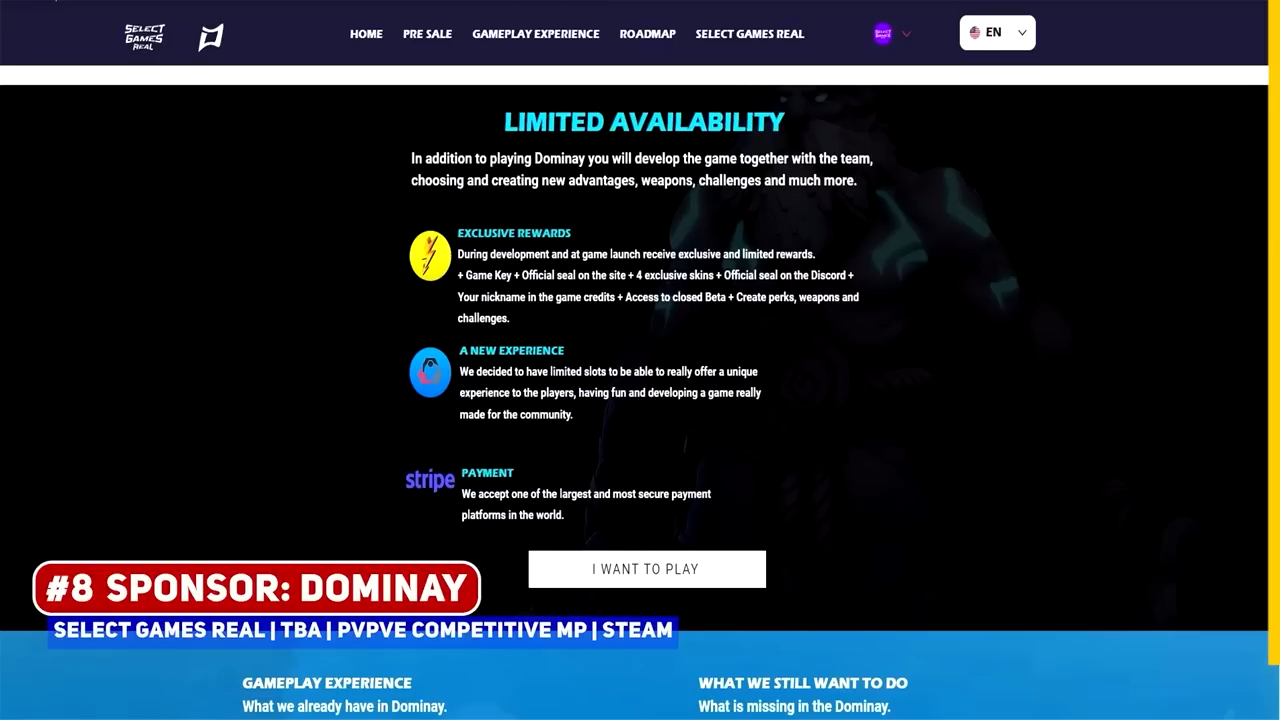 SELECT
GAMES
REAL
HOME PRE SALE GAMEPLAY EXPERIENCE ROADMAP SELECT GAMES REAL
EN
LIMITED AVAILABILITY
In addition to playing Dominay you will develop the game together with the team,
choosing and creating new advantages, weapons, challenges and much more.
EXCLUSIVE REWARDS
During development and at game launch receive exclusive and limited rewards.
+ Game Key + Official seal on the site + 4 exclusive skins + Official seal on the Discord +
Your nickname in the game credits + Access to closed Beta + Create perks, weapons and
challenges.
A NEW EXPERIENCE
We decided to have limited slots to be able to really offer a unique
experience to the players, having fun and developing a game really
made for the community.
stripe
PAYMENT
We accept one of the largest and most secure payment
platforms in the world.
I WANT TO PLAY
#8 SPONSOR: DOMINAY
SELECT GAMES REAL | TBA | PVPVE COMPETITIVE MP | STEAM
GAMEPLAY EXPERIENCE
What we already have in Dominay.
WHAT WE STILL WANT TO DO
What is missing in the Dominay.